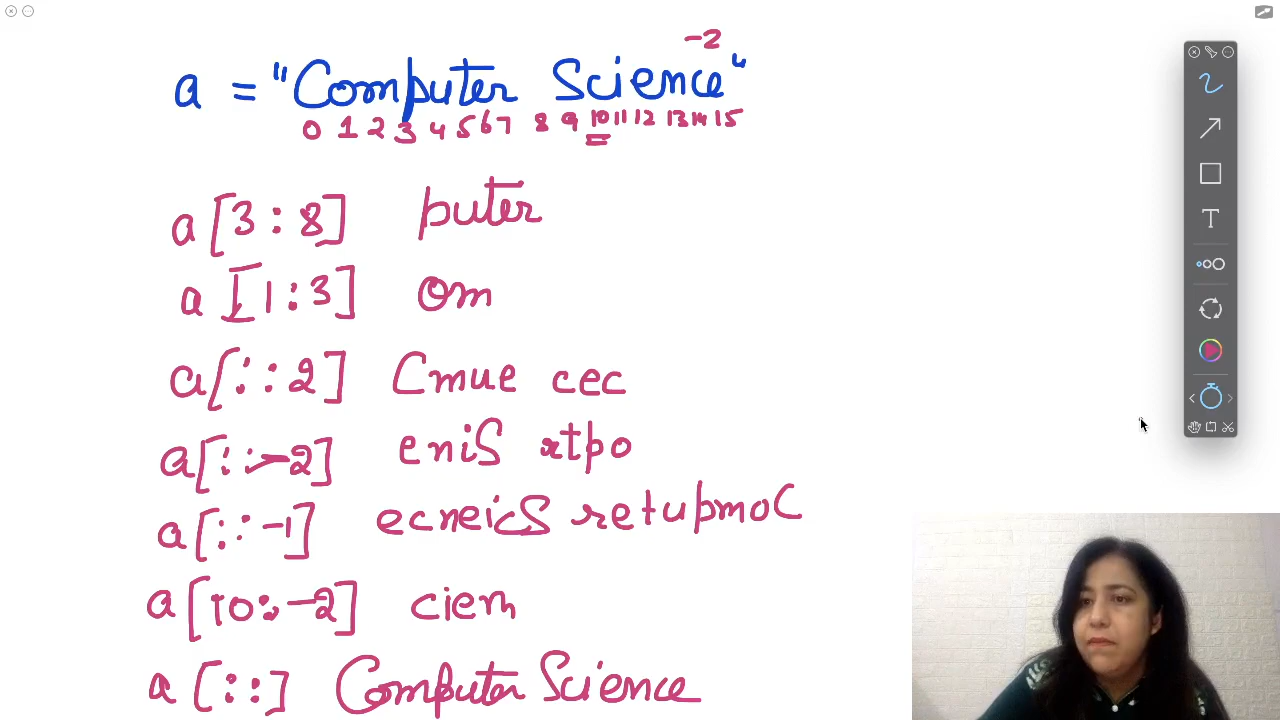 -2
a = "Computer Science"
0 1 2 3 4 5 6 7 8 9 10 11 12 13 14 15
a[3:8] puter
a[1:3] om
a[::2] Cmue cec
a[::-2] eniS rtpo
a[::-1] ecneicS retupmoC
a[10:-2] cien
a[::] Computer Science
T